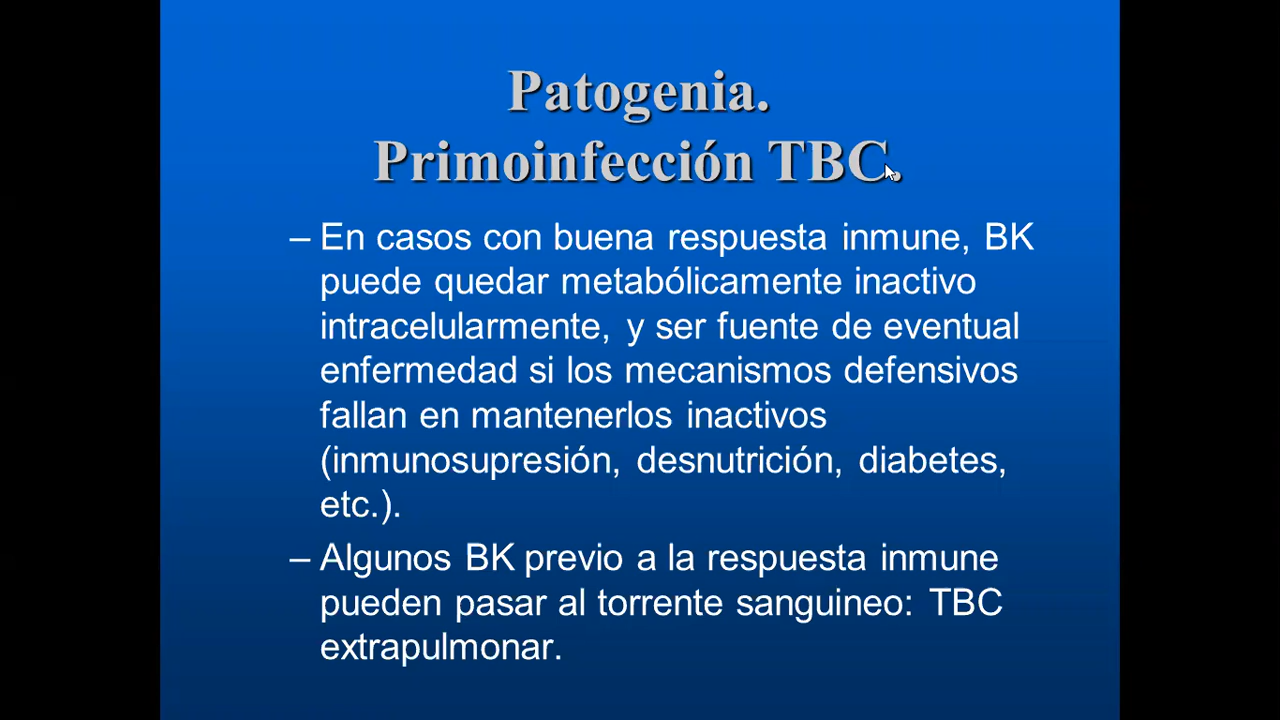 Patogenia.
Primoinfección TBC.
– En casos con buena respuesta inmune, BK
puede quedar metabólicamente inactivo
intracelularmente, y ser fuente de eventual
enfermedad si los mecanismos defensivos
fallan en mantenerlos inactivos
(inmunosupresión, desnutrición, diabetes,
etc.).
– Algunos BK previo a la respuesta inmune
pueden pasar al torrente sanguineo: TBC
extrapulmonar.